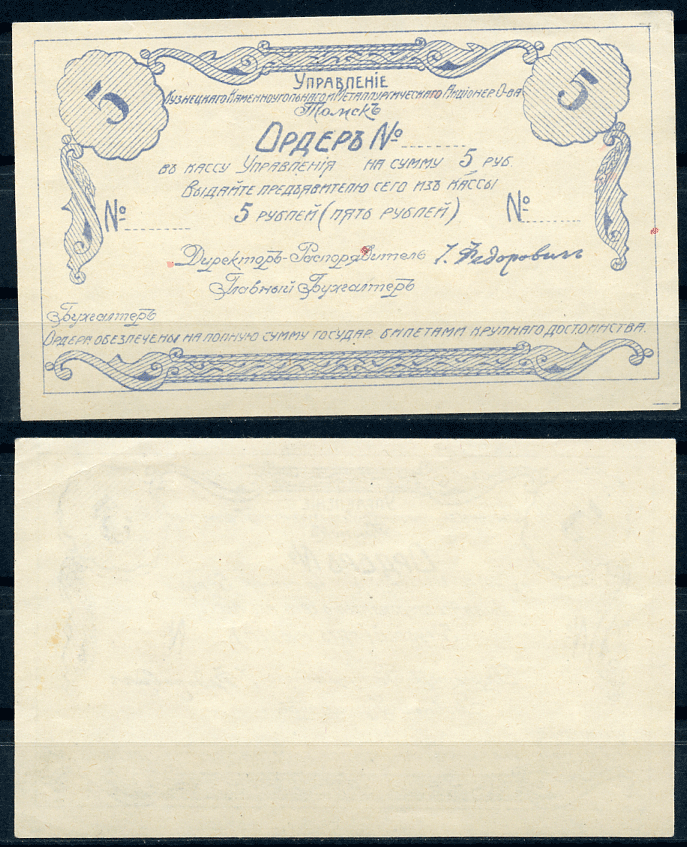 5
5
Управленіе
Кузнецкаго Каменноугольнаго и Металлургическаго Акціонер. О-ва
Томскъ
Ордеръ №
въ кассу Управленія на сумму 5 руб.
Выдайте предъявителю сего изъ кассы
5 рублей (пять рублей)
№ №
Директоръ-Распорядитель І. Федоровичъ
Главный Бухгалтеръ
Бухгалтеръ
Ордера обезпечены на полную сумму государ. билетами крупнаго достоинства.